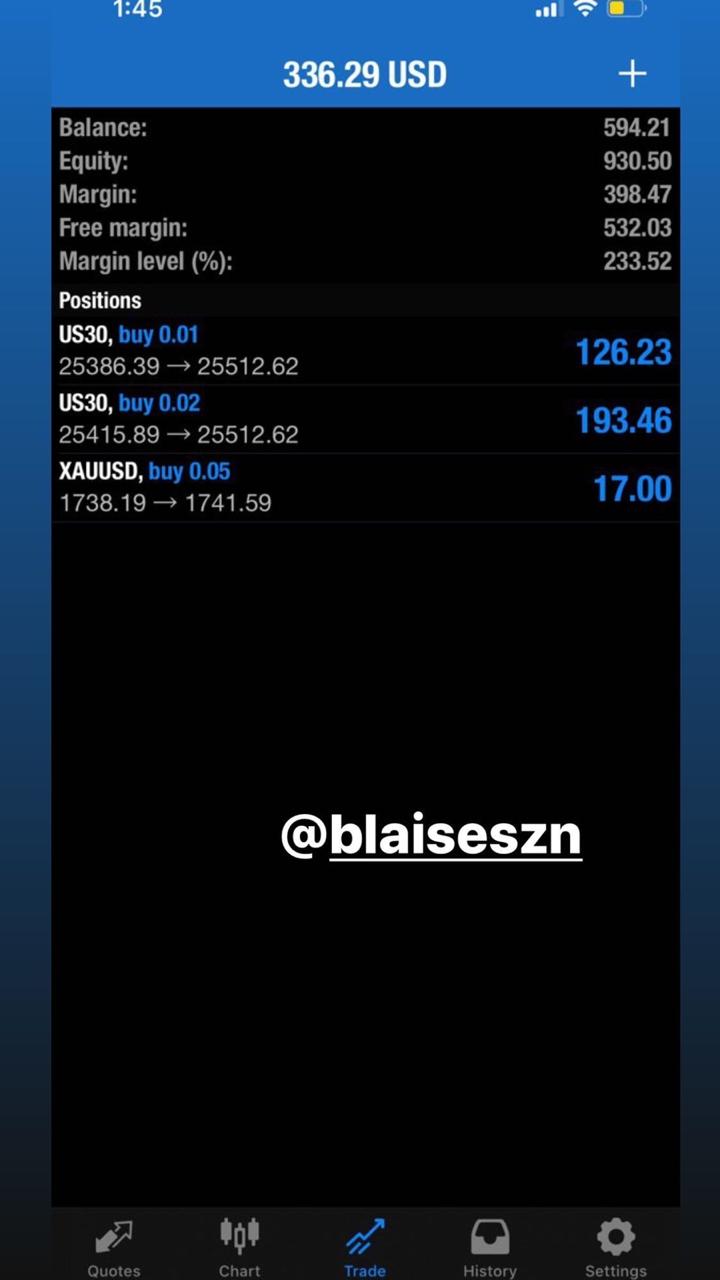 1:45
336.29 USD +
Balance: 594.21
Equity: 930.50
Margin: 398.47
Free margin: 532.03
Margin level (%): 233.52
Positions
US30, buy 0.01
25386.39 → 25512.62 126.23
US30, buy 0.02
25415.89 → 25512.62 193.46
XAUUSD, buy 0.05
1738.19 → 1741.59 17.00
@blaiseszn
Quotes Chart Trade History Settings